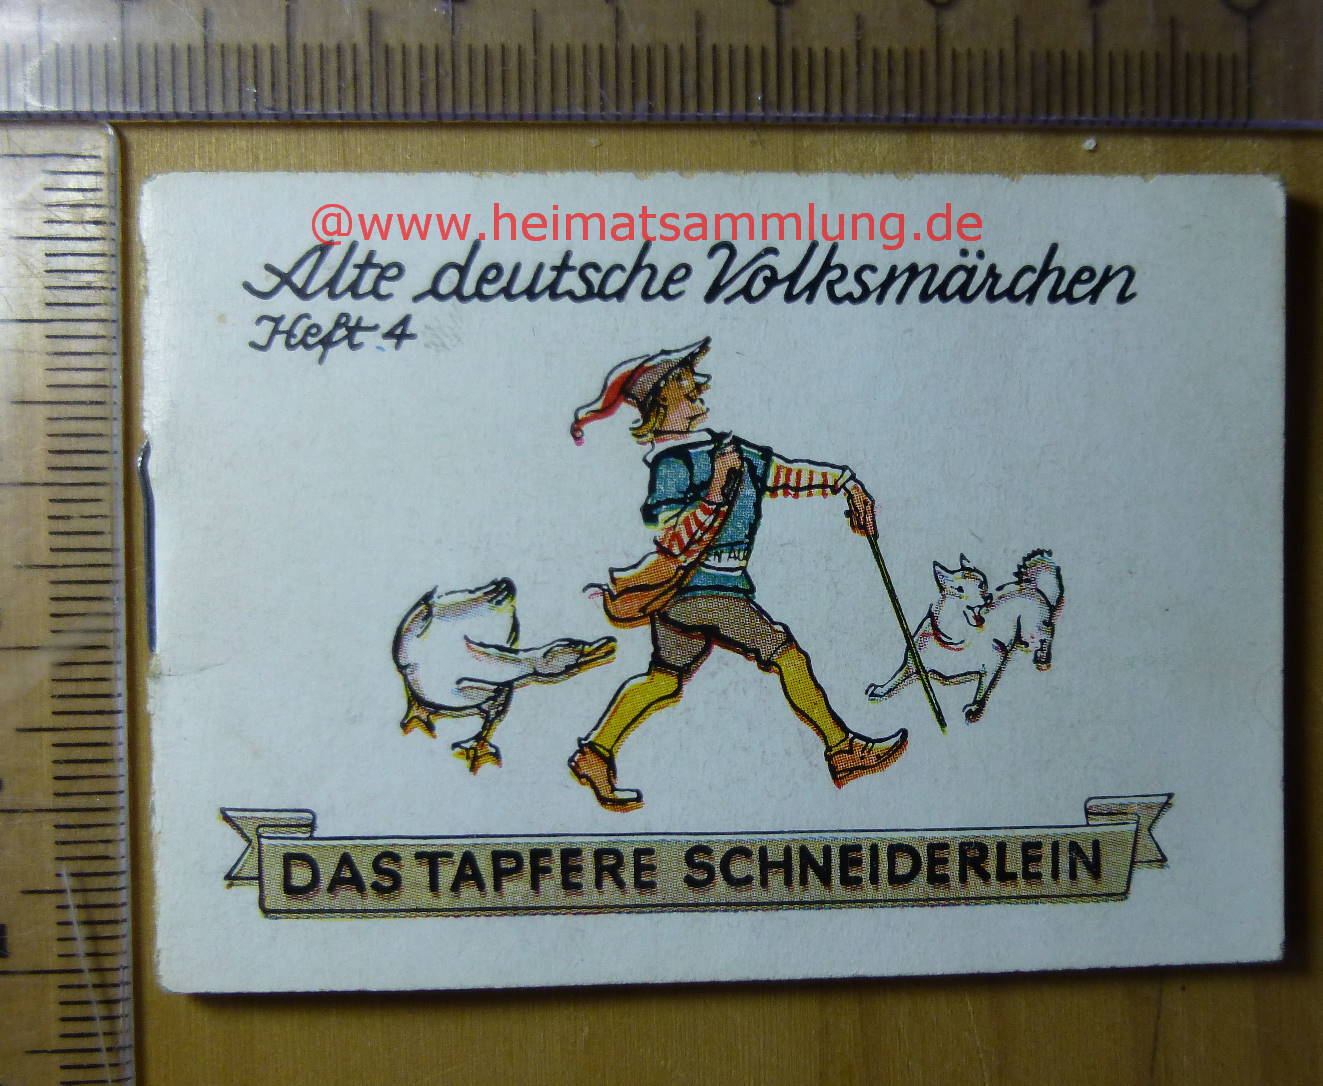 @www.heimatsammlung.de
Alte deutsche Volksmärchen
Heft 4
DAS TAPFERE SCHNEIDERLEIN